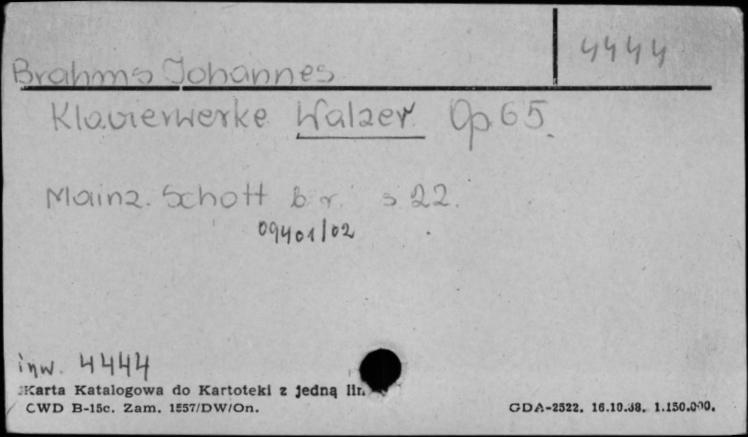 4444
Brahms Johannes
Klavierwerke Walzer Op 65.
Mainz. Schott b. r. s 22.
09401/02
inw. 4444
Karta Katalogowa do Kartoteki z jedną lin
CWD B-15c. Zam. 1557/DW/On. GDA-2522. 16.10.38. 1.150.000.